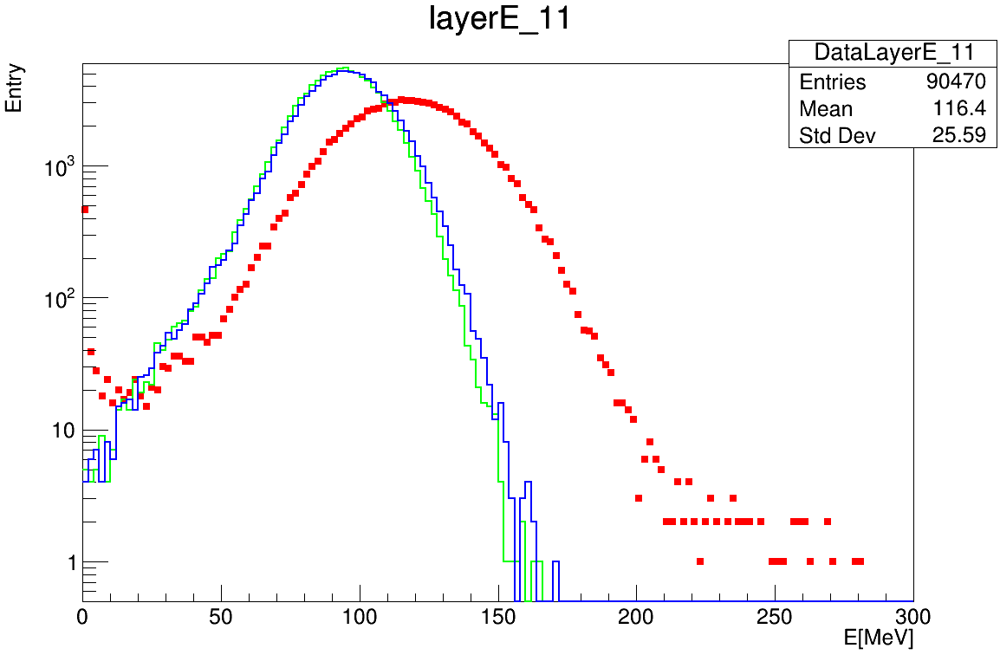 layerE_11
DataLayerE_11
Entries 90470
Mean 116.4
Std Dev 25.59
Entry
10³
10²
10
1
0 50 100 150 200 250 300
E[MeV]